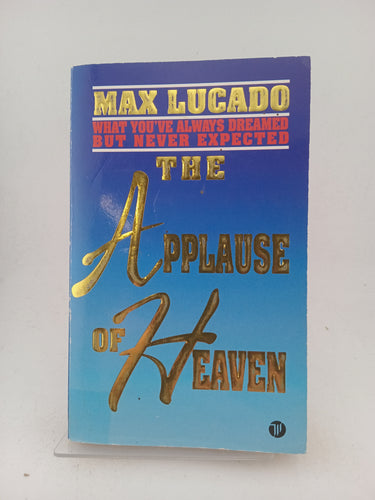 MAX LUCADO
WHAT YOU'VE ALWAYS DREAMED
BUT NEVER EXPECTED
THE
APPLAUSE
OF HEAVEN